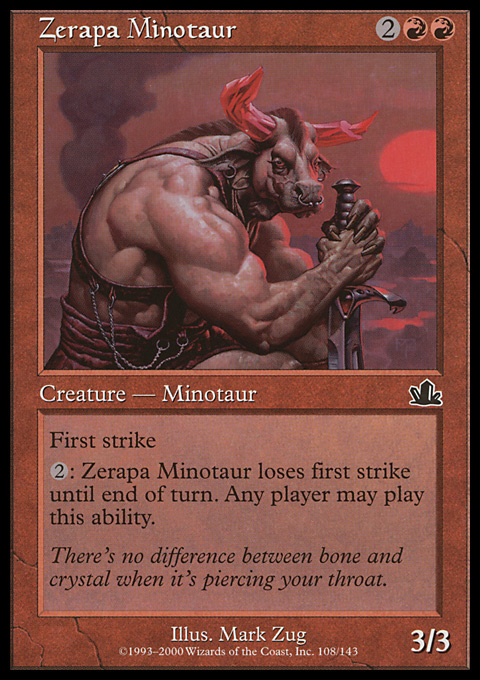 Zerapa Minotaur 2
Creature — Minotaur
First strike
2: Zerapa Minotaur loses first strike
until end of turn. Any player may play
this ability.
There's no difference between bone and
crystal when it's piercing your throat.
Illus. Mark Zug
©1993–2000 Wizards of the Coast, Inc. 108/143
3/3